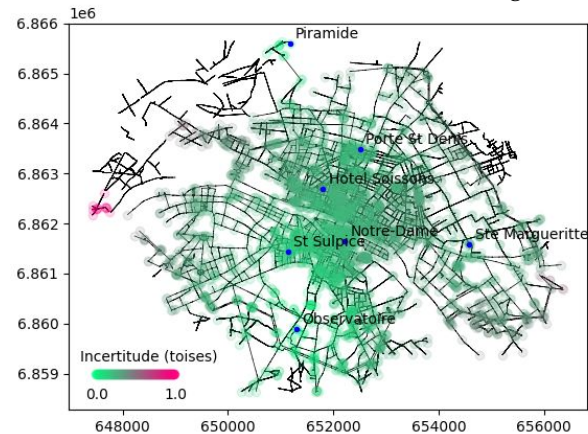 1e6
6.866
Piramide
6.865
6.864
Porte St Denis
6.863
Hotel Soissons
6.862
Notre-Dame
Ste Margueritte
St Sulpice
6.861
6.860
Observatoire
Incertitude (toises)
6.859
0.0 1.0
648000 650000 652000 654000 656000